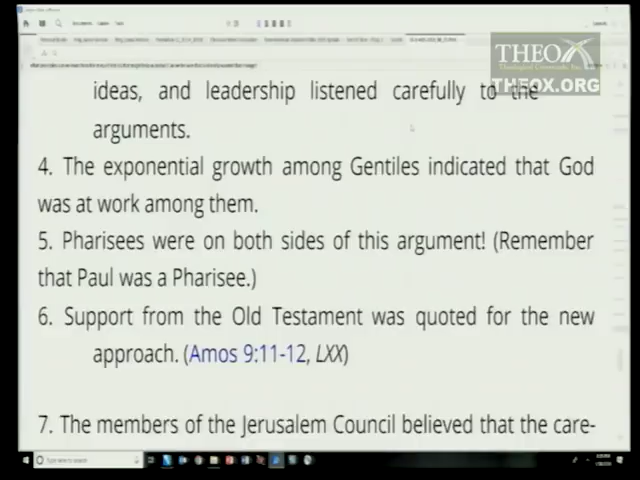 THEOX
THEOX.ORG
ideas, and leadership listened carefully to the
arguments.
4. The exponential growth among Gentiles indicated that God
was at work among them.
5. Pharisees were on both sides of this argument! (Remember
that Paul was a Pharisee.)
6. Support from the Old Testament was quoted for the new
approach. (Amos 9:11-12, LXX)
7. The members of the Jerusalem Council believed that the care-